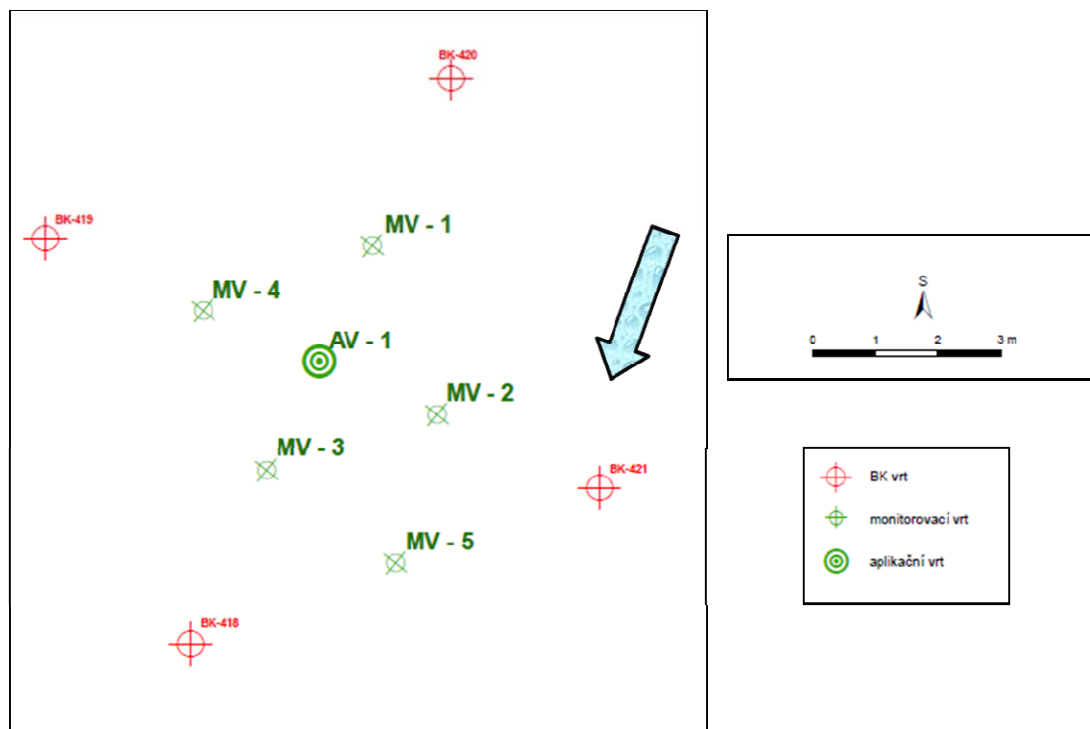 BK-420
BK-419
MV - 1
MV - 4
AV - 1
MV - 2
MV - 3
BK-421
MV - 5
BK-418
S
0 1 2 3 m
BK vrt
monitorovací vrt
aplikační vrt